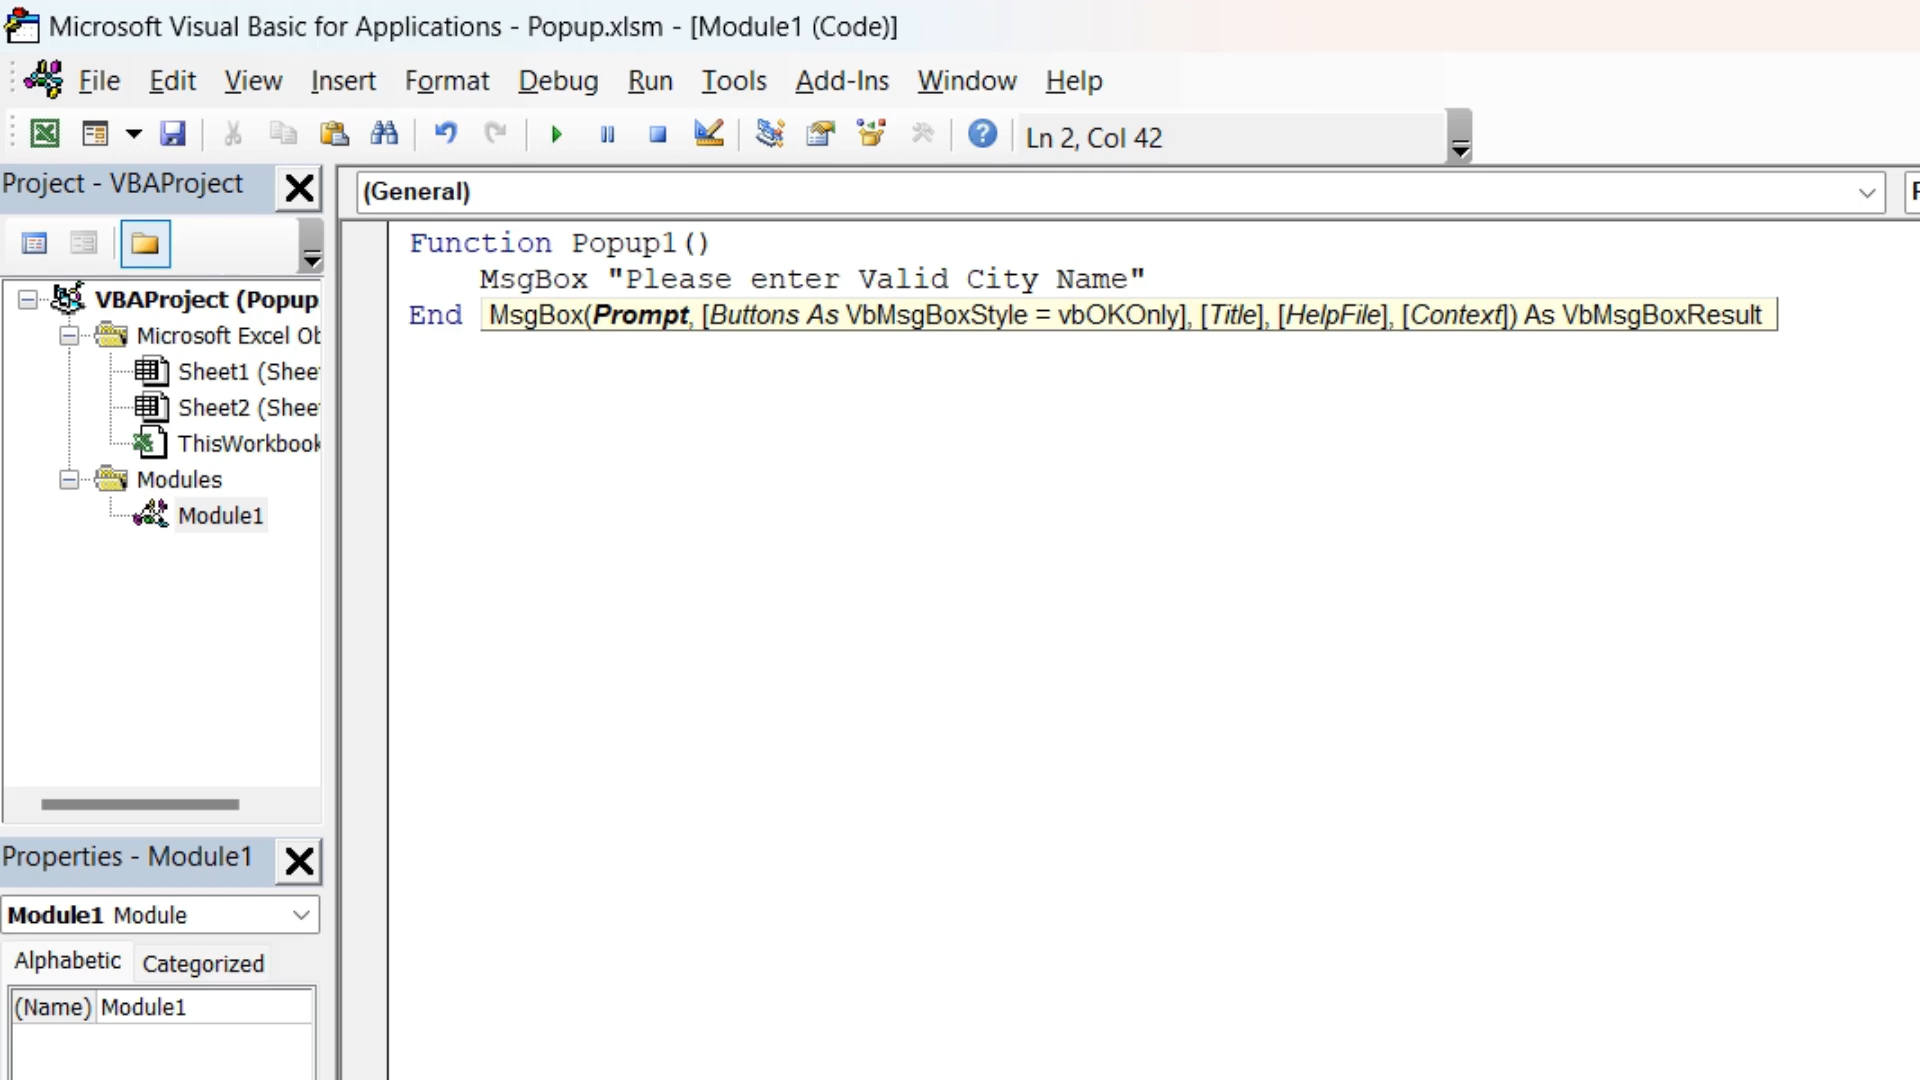 Microsoft Visual Basic for Applications - Popup.xlsm - [Module1 (Code)]
File Edit View Insert Format Debug Run Tools Add-Ins Window Help
Ln 2, Col 42
Project - VBAProject
(General)
VBAProject (Popup
Microsoft Excel Ob
Sheet1 (Shee
Sheet2 (Shee
ThisWorkbook
Modules
Module1
Function Popup1()
MsgBox "Please enter Valid City Name"
End MsgBox(Prompt, [Buttons As VbMsgBoxStyle = vbOKOnly], [Title], [HelpFile], [Context]) As VbMsgBoxResult
Properties - Module1
Module1 Module
Alphabetic Categorized
(Name) Module1